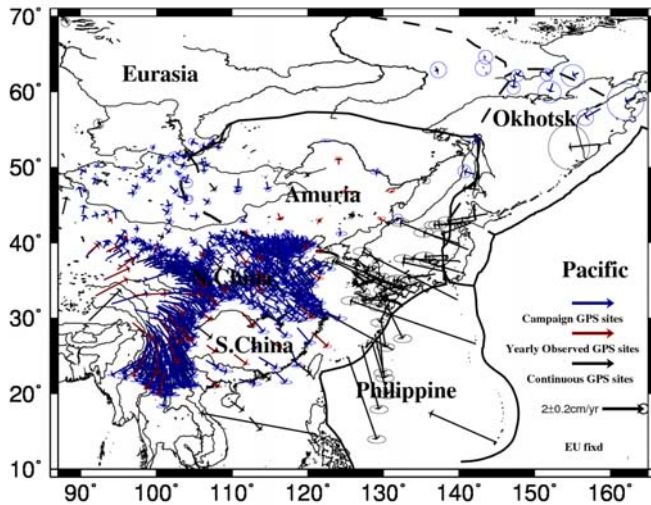 70˚
60˚
50˚
40˚
30˚
20˚
10˚
Eurasia
Okhotsk
Amuria
N.China
S.China
Philippine
Pacific
Campaign GPS sites
Yearly Observed GPS sites
Continuous GPS sites
2±0.2cm/yr
EU fixd
90˚ 100˚ 110˚ 120˚ 130˚ 140˚ 150˚ 160˚